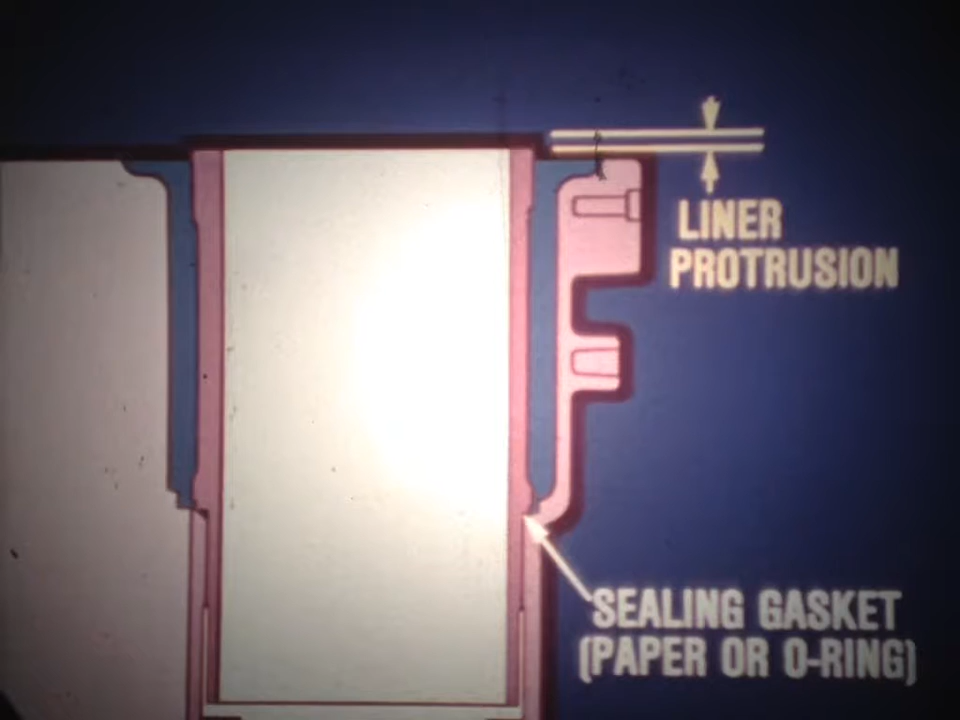 LINER
PROTRUSION
SEALING GASKET
(PAPER OR O-RING)